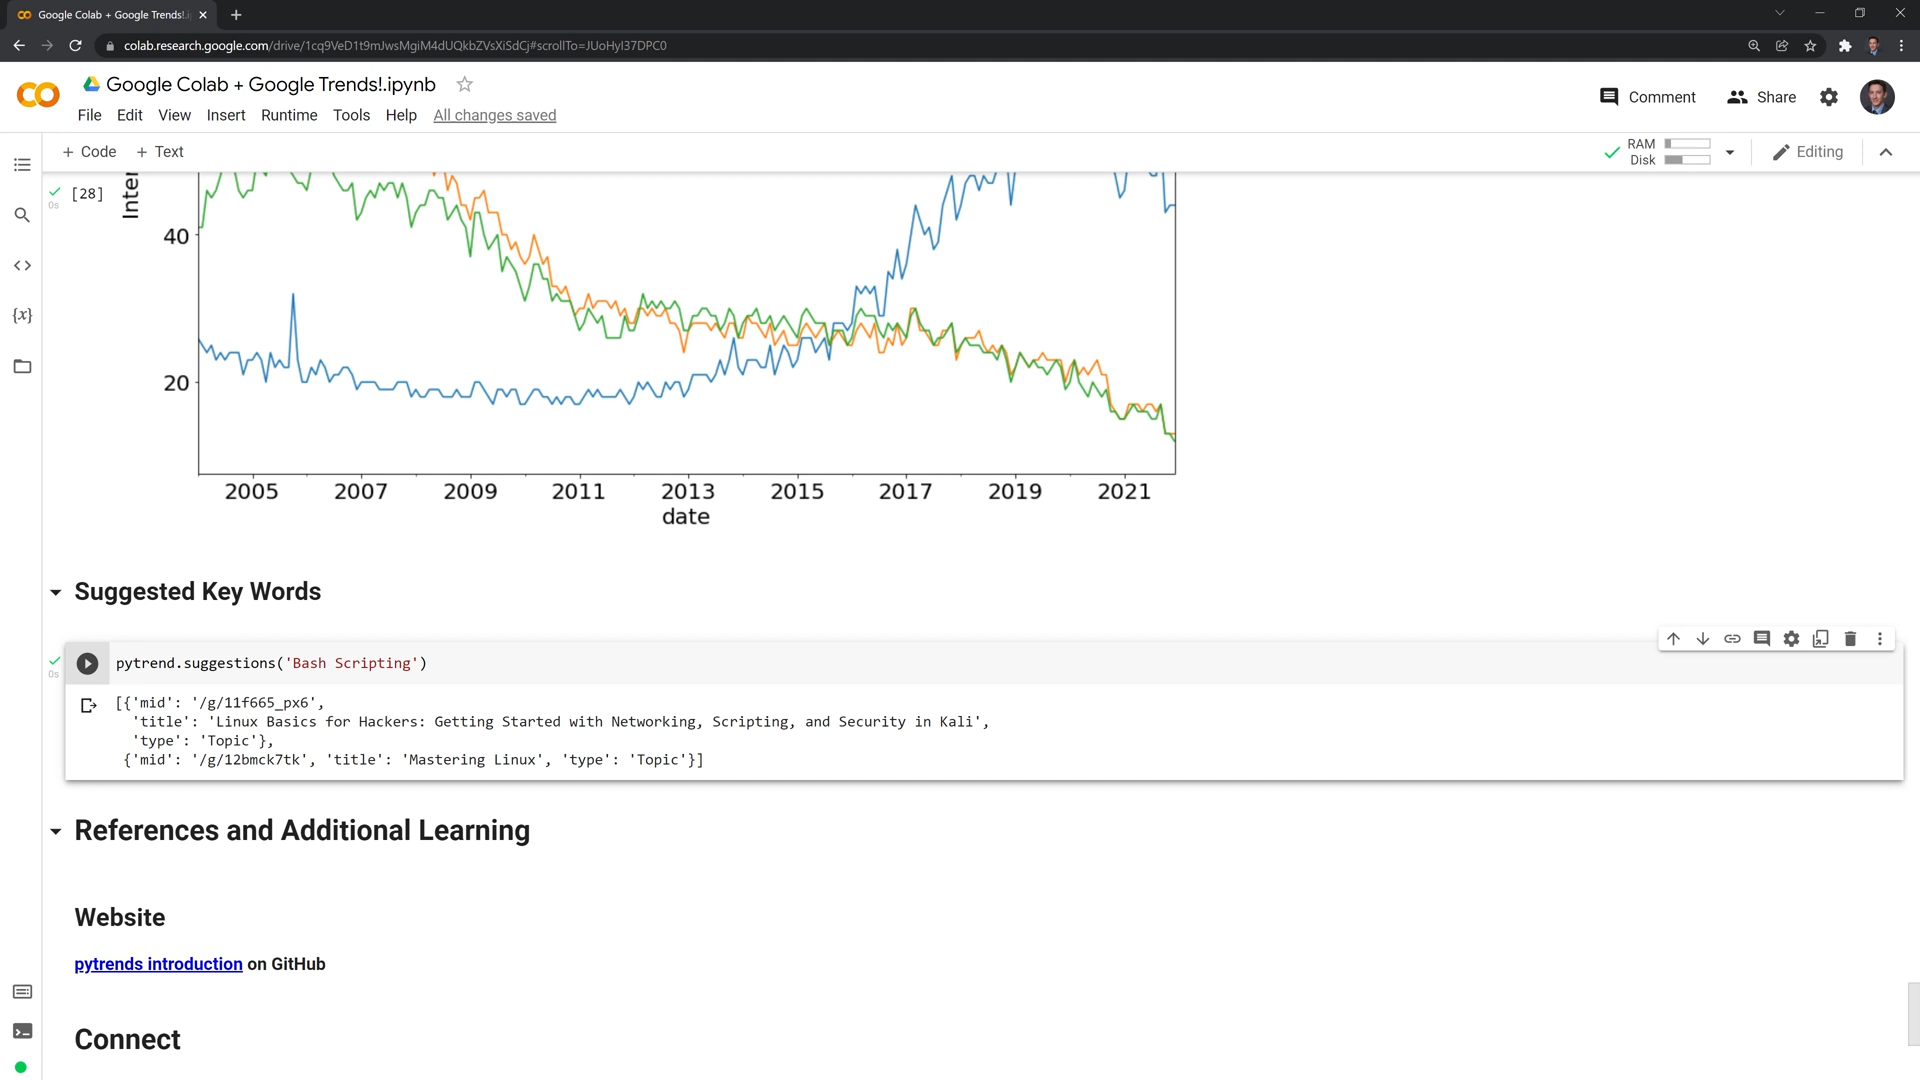 Google Colab + Google Trends!.i
colab.research.google.com/drive/1cq9VeD1t9mJwsMgiM4dUQkbZVsXiSdCj#scrollTo=JUoHyI37DPC0
Google Colab + Google Trends!.ipynb
File Edit View Insert Runtime Tools Help All changes saved
Comment Share
+ Code + Text
RAM
Disk
Editing
[28]
0s
Inter
40
20
2005 2007 2009 2011 2013 2015 2017 2019 2021
date
Suggested Key Words
0s
pytrend.suggestions('Bash Scripting')
[{'mid': '/g/11f665_px6',
'title': 'Linux Basics for Hackers: Getting Started with Networking, Scripting, and Security in Kali',
'type': 'Topic'},
{'mid': '/g/12bmck7tk', 'title': 'Mastering Linux', 'type': 'Topic'}]
References and Additional Learning
Website
pytrends introduction on GitHub
Connect